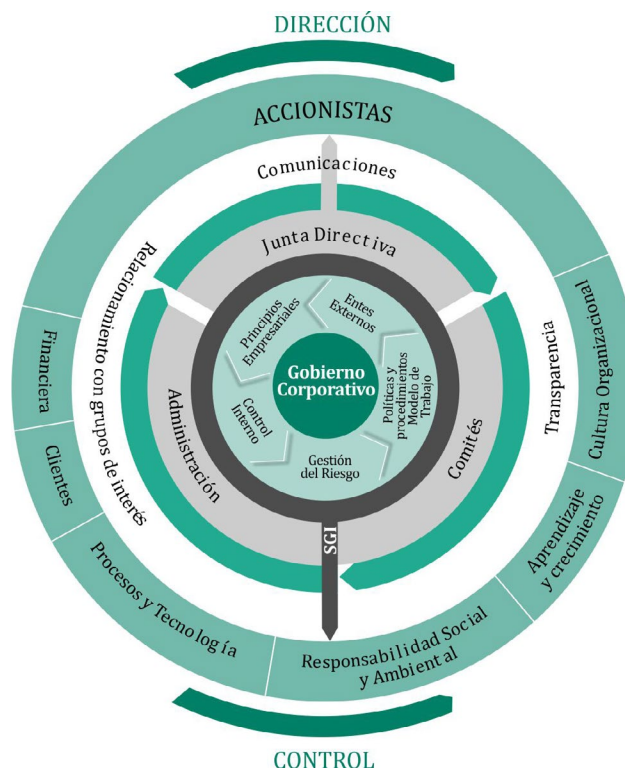 DIRECCIÓN
ACCIONISTAS
Comunicaciones
Junta Directiva
Relacionamiento con grupos de interés
Transparencia
Principios
Empresariales
Entes
Externos
Gobierno
Corporativo
Políticas y
procedimientos
Modelo de
Trabajo
Control
Interno
Gestión
del Riesgo
Administración
Comités
SGI
Financiera
Clientes
Procesos y Tecnología
Responsabilidad Social
y Ambiental
Aprendizaje
y crecimiento
Cultura Organizacional
CONTROL